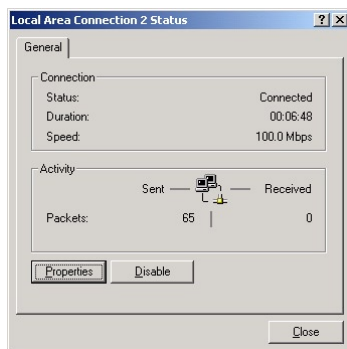 Local Area Connection 2 Status
General
Connection
Status: Connected
Duration: 00:06:48
Speed: 100.0 Mbps
Activity
Sent Received
Packets: 65 0
Properties Disable
Close